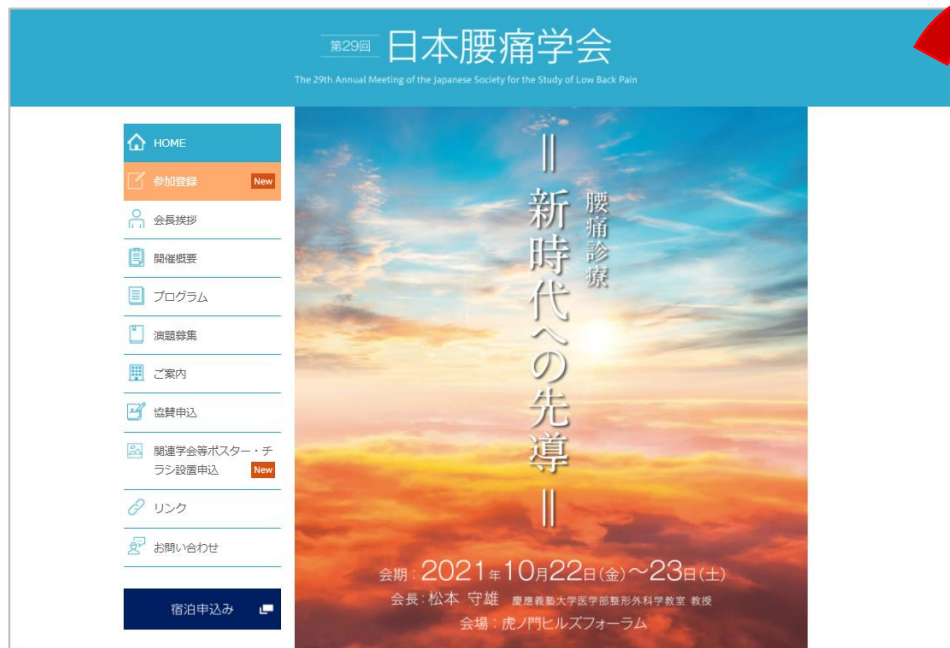 第29回 日本腰痛学会
The 29th Annual Meeting of the Japanese Society for the Study of Low Back Pain
HOME
参加登録 New
会長挨拶
開催概要
プログラム
演題募集
ご案内
協賛申込
関連学会等ポスター・チ
ラシ設置申込 New
リンク
お問い合わせ
宿泊申込み
腰痛診療
＝新時代への先導＝
会期：2021年10月22日(金)～23日(土)
会長：松本 守雄 慶應義塾大学医学部整形外科学教室 教授
会場：虎ノ門ヒルズフォーラム